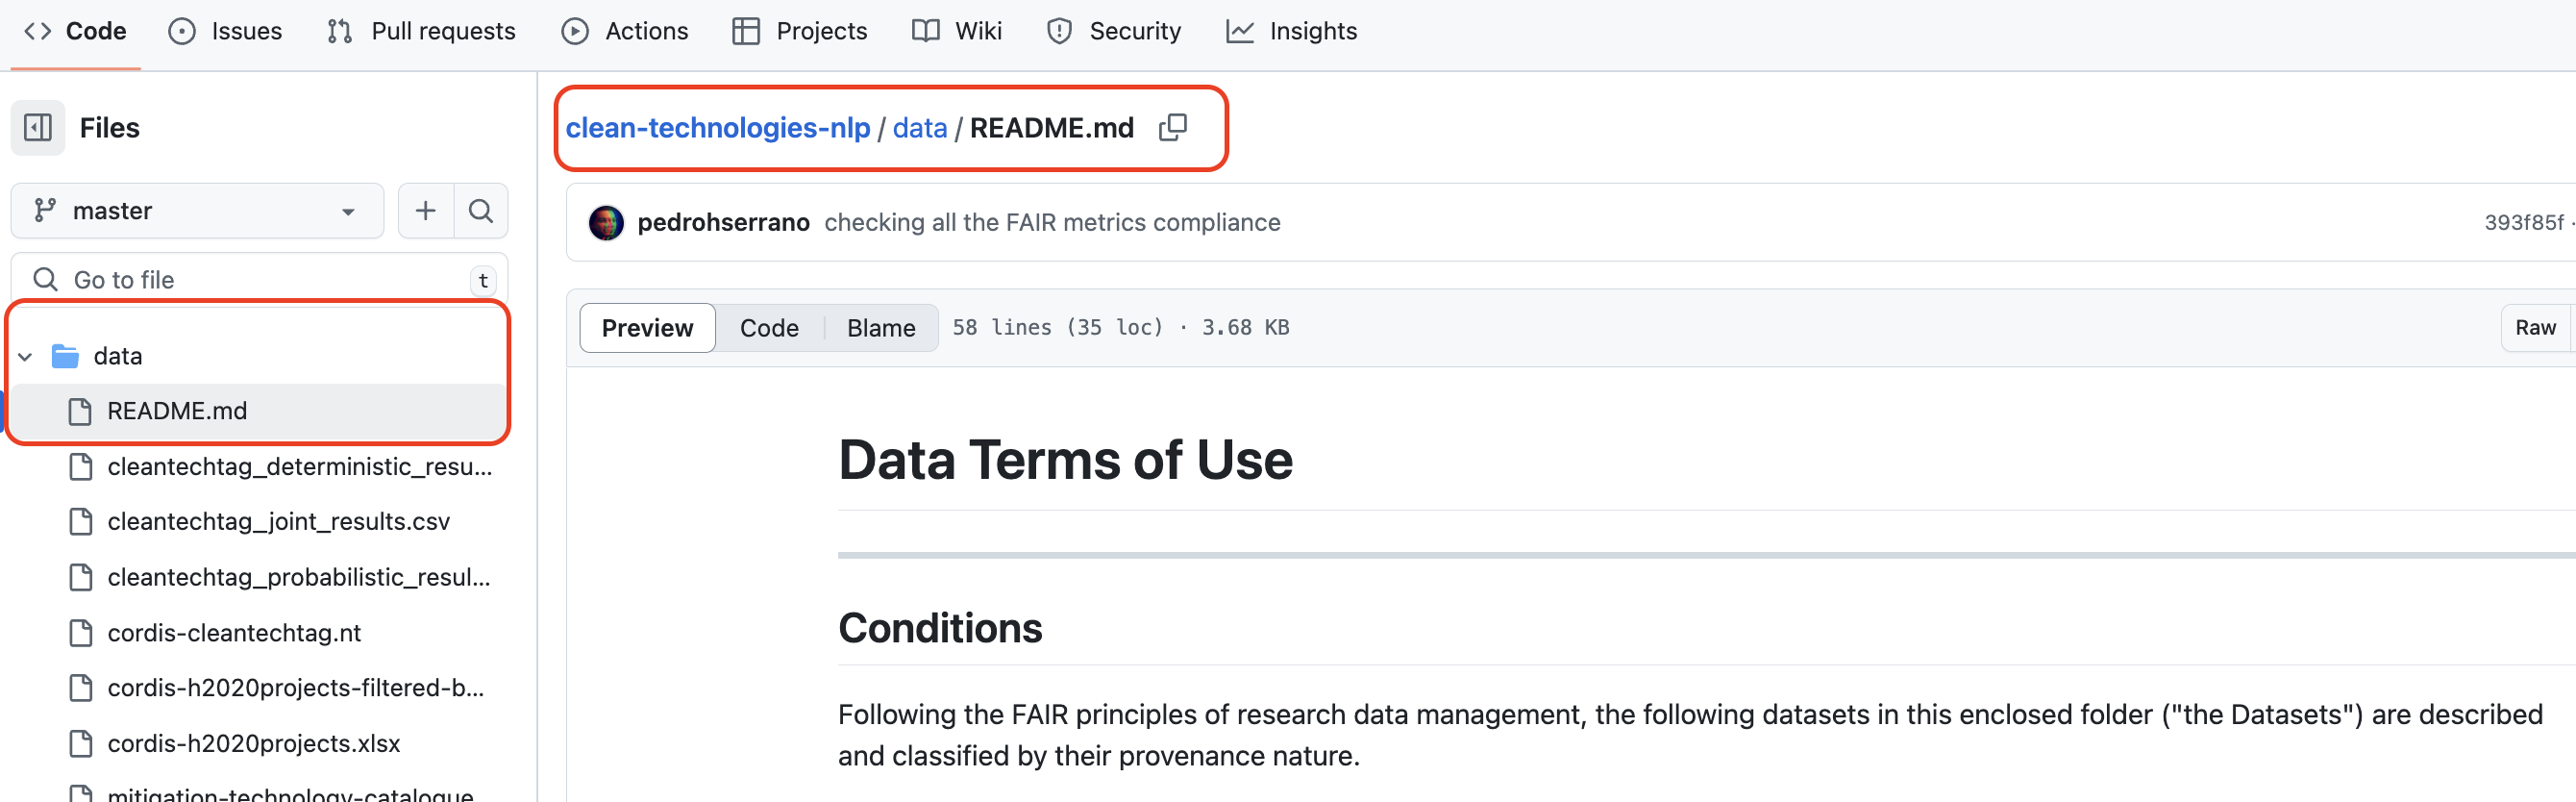 Code Issues Pull requests Actions Projects Wiki Security Insights
Files
master
Go to file t
data
README.md
cleantechtag_deterministic_resu...
cleantechtag_joint_results.csv
cleantechtag_probabilistic_resul...
cordis-cleantechtag.nt
cordis-h2020projects-filtered-b...
cordis-h2020projects.xlsx
mitigation-technology-catalogue
clean-technologies-nlp / data / README.md
pedrohserrano checking all the FAIR metrics compliance 393f85f ·
Preview Code Blame 58 lines (35 loc) · 3.68 KB Raw
Data Terms of Use
Conditions
Following the FAIR principles of research data management, the following datasets in this enclosed folder ("the Datasets") are described
and classified by their provenance nature.